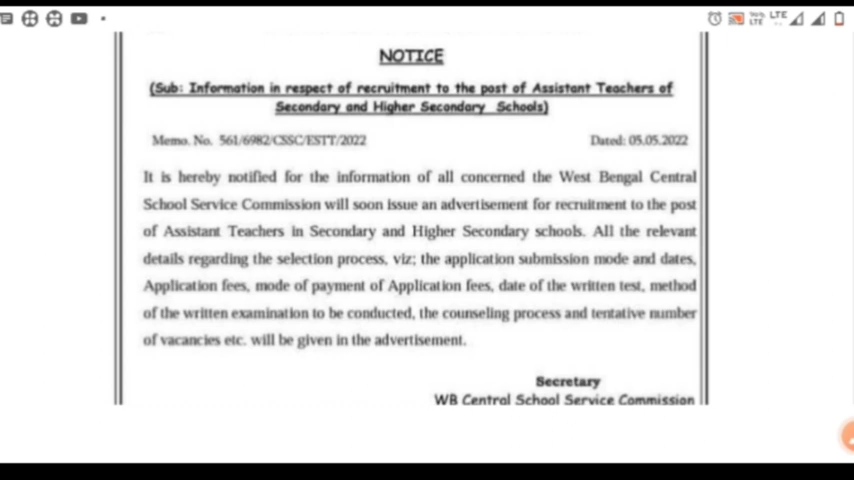 NOTICE
(Sub: Information in respect of recruitment to the post of Assistant Teachers of
Secondary and Higher Secondary Schools)
Memo. No. 561/6982/CSSC/ESTT/2022 Dated: 05.05.2022
It is hereby notified for the information of all concerned the West Bengal Central
School Service Commission will soon issue an advertisement for recruitment to the post
of Assistant Teachers in Secondary and Higher Secondary schools. All the relevant
details regarding the selection process, viz; the application submission mode and dates,
Application fees, mode of payment of Application fees, date of the written test, method
of the written examination to be conducted, the counseling process and tentative number
of vacancies etc. will be given in the advertisement.
Secretary
WB Central School Service Commission